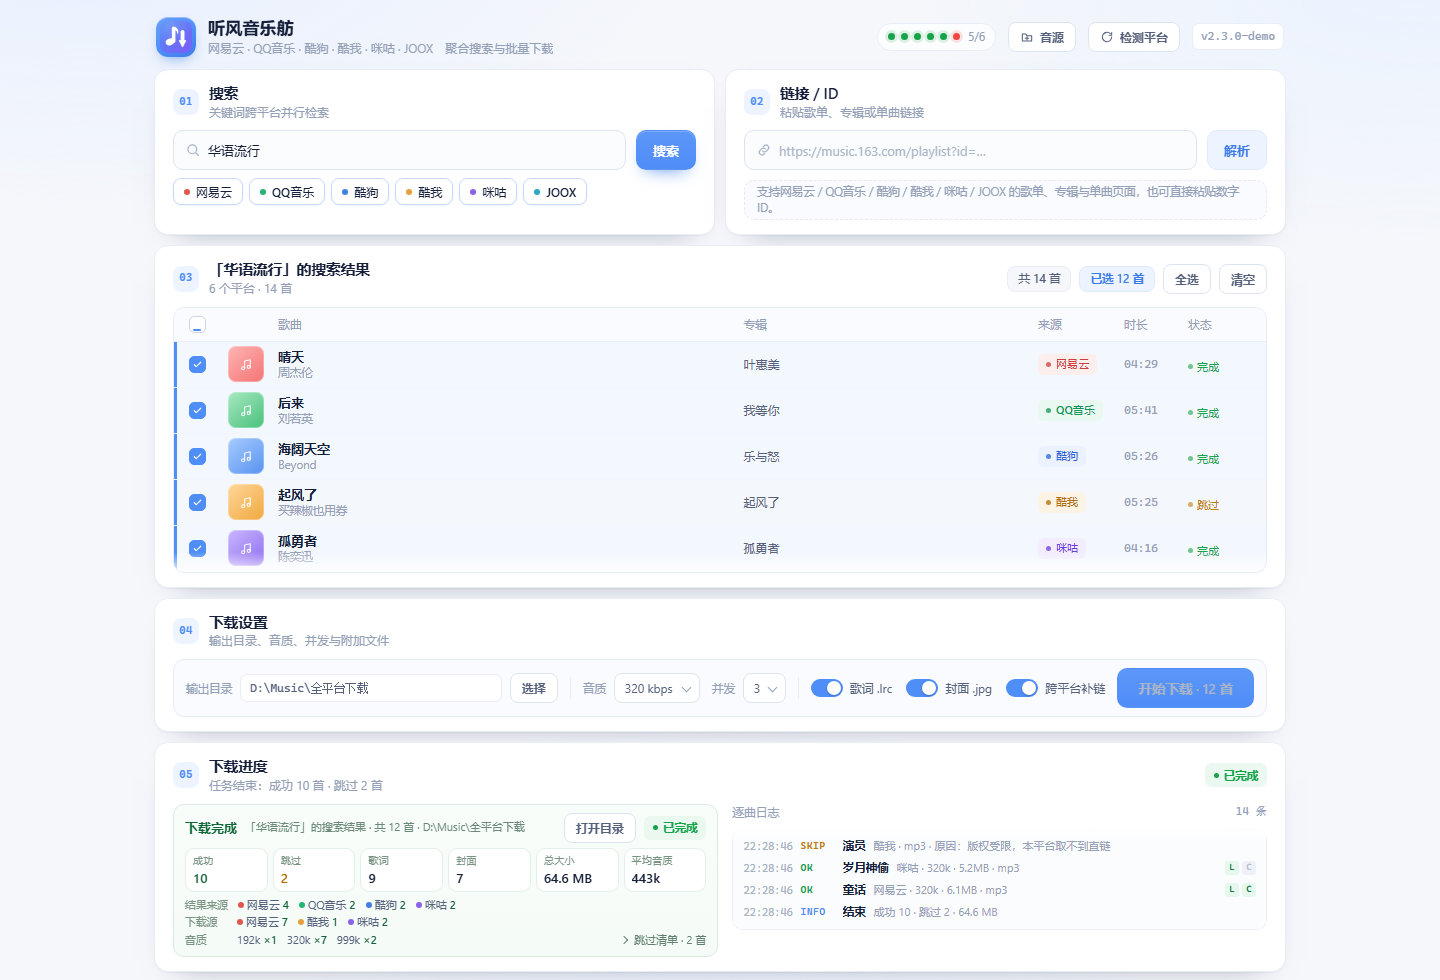 听风音乐舫
网易云 · QQ音乐 · 酷狗 · 酷我 · 咪咕 · JOOX 聚合搜索与批量下载
5/6
音源
检测平台
v2.3.0-demo
01
搜索
关键词跨平台并行检索
华语流行
搜索
网易云
QQ音乐
酷狗
酷我
咪咕
JOOX
02
链接 / ID
粘贴歌单、专辑或单曲链接
https://music.163.com/playlist?id=...
解析
支持网易云 / QQ音乐 / 酷狗 / 酷我 / 咪咕 / JOOX 的歌单、专辑与单曲页面，也可直接粘贴数字
ID。
03
「华语流行」的搜索结果
6 个平台 · 14 首
共 14 首
已选 12 首
全选
清空
歌曲 专辑 来源 时长 状态
晴天
周杰伦
叶惠美 网易云 04:29 完成
后来
刘若英
我等你 QQ音乐 05:41 完成
海阔天空
Beyond
乐与怒 酷狗 05:26 完成
起风了
买辣椒也用券
起风了 酷我 05:25 跳过
孤勇者
陈奕迅
孤勇者 咪咕 04:16 完成
04
下载设置
输出目录、音质、并发与附加文件
输出目录 D:\Music\全平台下载 选择 音质 320 kbps 并发 3 歌词 .lrc 封面 .jpg 跨平台补链 开始下载 · 12 首
05
下载进度
任务结束：成功 10 首 · 跳过 2 首
已完成
下载完成 「华语流行」的搜索结果 · 共 12 首 · D:\Music\全平台下载 打开目录 已完成
成功 跳过 歌词 封面 总大小 平均音质
10 2 9 7 64.6 MB 443k
结果来源 网易云 4 QQ音乐 2 酷狗 2 咪咕 2
下载源 网易云 7 酷我 1 咪咕 2
音质 192k ×1 320k ×7 999k ×2
跳过清单 · 2 首
逐曲日志 14 条
22:28:46 SKIP 演员 酷我 · mp3 · 原因：版权受限，本平台取不到直链
22:28:46 OK 岁月神偷 咪咕 · 320k · 5.2MB · mp3 L C
22:28:46 OK 童话 网易云 · 320k · 6.1MB · mp3 L C
22:28:46 INFO 结束 成功 10 · 跳过 2 · 64.6 MB